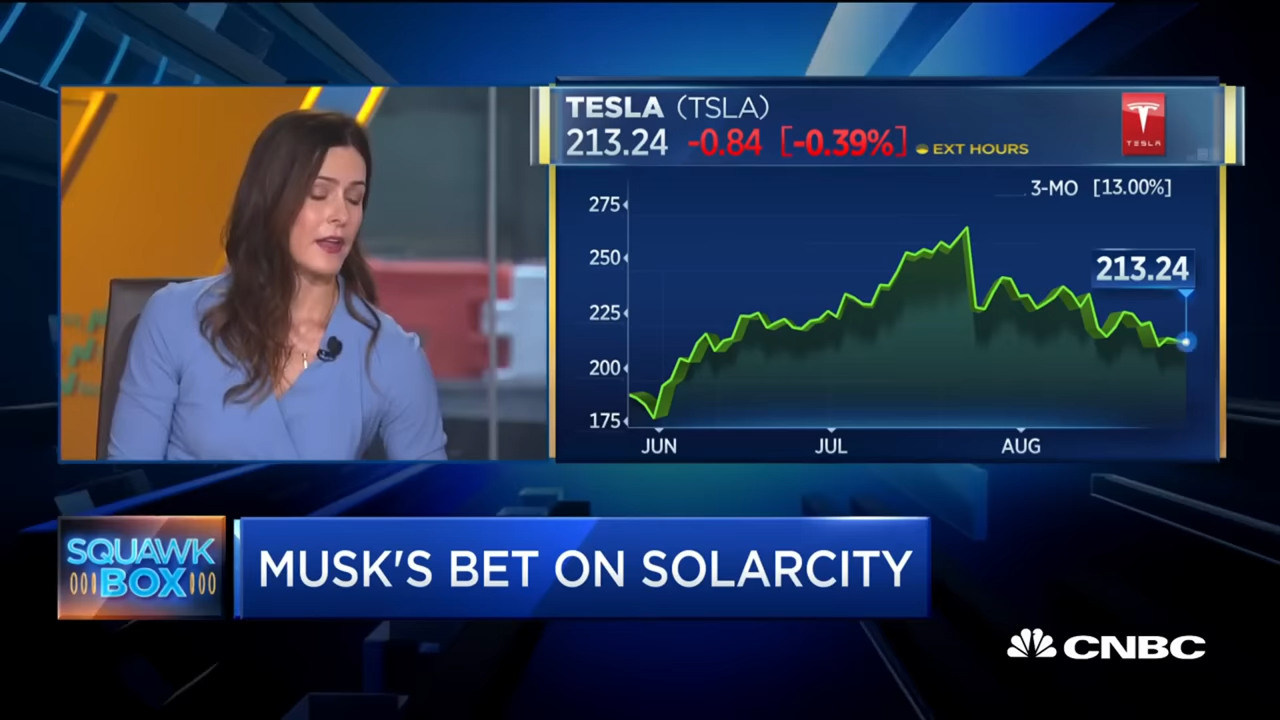 TESLA (TSLA)
213.24 -0.84 [-0.39%] EXT HOURS
TESLA
3-MO [13.00%]
275
250
225
200
175
213.24
JUN JUL AUG
SQUAWK
BOX
MUSK'S BET ON SOLARCITY
CNBC